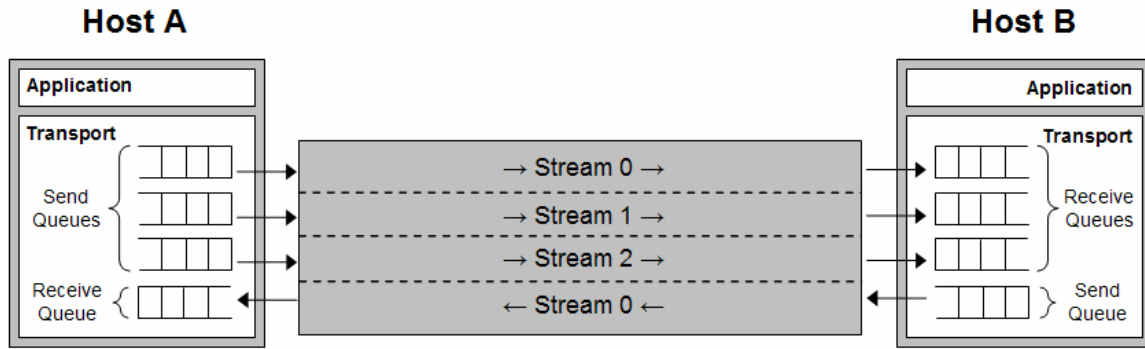 Host A
Host B
Application
Application
Transport
Transport
Send
Queues
→ Stream 0 →
→ Stream 1 →
→ Stream 2 →
← Stream 0 ←
Receive
Queues
Receive
Queue
Send
Queue